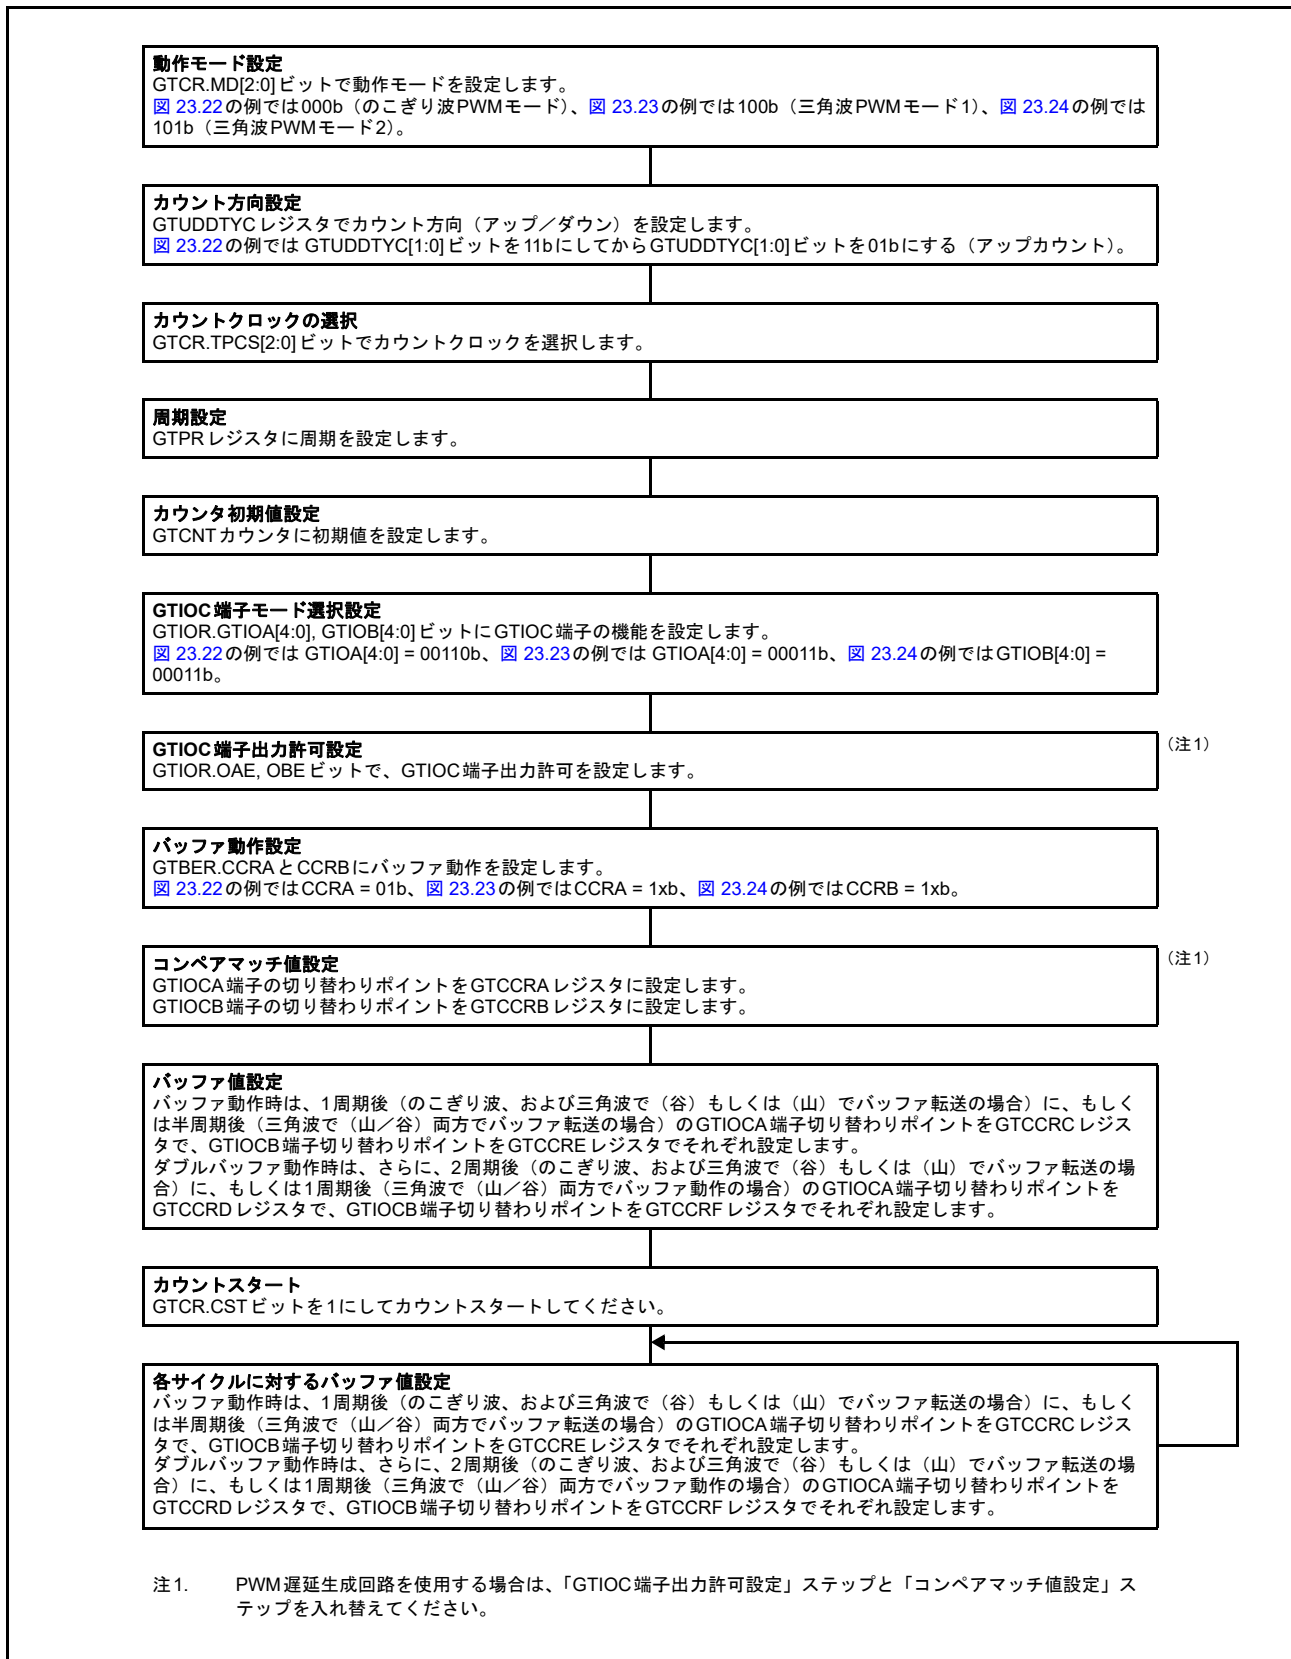 動作モード設定
GTCR.MD[2:0]ビットで動作モードを設定します。
図 23.22の例では000b（のこぎり波PWMモード）、図 23.23の例では100b（三角波PWMモード1）、図 23.24の例では
101b（三角波PWMモード2）。
カウント方向設定
GTUDDTYCレジスタでカウント方向（アップ／ダウン）を設定します。
図 23.22の例では GTUDDTYC[1:0]ビットを11bにしてからGTUDDTYC[1:0]ビットを01bにする（アップカウント）。
カウントクロックの選択
GTCR.TPCS[2:0]ビットでカウントクロックを選択します。
周期設定
GTPRレジスタに周期を設定します。
カウンタ初期値設定
GTCNTカウンタに初期値を設定します。
GTIOC端子モード選択設定
GTIOR.GTIOA[4:0], GTIOB[4:0]ビットにGTIOC端子の機能を設定します。
図 23.22の例では GTIOA[4:0] = 00110b、図 23.23の例では GTIOA[4:0] = 00011b、図 23.24の例ではGTIOB[4:0] =
00011b。
GTIOC端子出力許可設定
（注1）
GTIOR.OAE, OBEビットで、GTIOC端子出力許可を設定します。
バッファ動作設定
GTBER.CCRAとCCRBにバッファ動作を設定します。
図 23.22の例ではCCRA = 01b、図 23.23の例ではCCRA = 1xb、図 23.24の例ではCCRB = 1xb。
コンペアマッチ値設定
（注1）
GTIOCA端子の切り替わりポイントをGTCCRAレジスタに設定します。
GTIOCB端子の切り替わりポイントをGTCCRBレジスタに設定します。
バッファ値設定
バッファ動作時は、1周期後（のこぎり波、および三角波で（谷）もしくは（山）でバッファ転送の場合）に、もしく
は半周期後（三角波で（山／谷）両方でバッファ転送の場合）のGTIOCA端子切り替わりポイントをGTCCRCレジス
タで、GTIOCB端子切り替わりポイントをGTCCREレジスタでそれぞれ設定します。
ダブルバッファ動作時は、さらに、2周期後（のこぎり波、および三角波で（谷）もしくは（山）でバッファ転送の場
合）に、もしくは1周期後（三角波で（山／谷）両方でバッファ動作の場合）のGTIOCA端子切り替わりポイントを
GTCCRDレジスタで、GTIOCB端子切り替わりポイントをGTCCRFレジスタでそれぞれ設定します。
カウントスタート
GTCR.CSTビットを1にしてカウントスタートしてください。
各サイクルに対するバッファ値設定
バッファ動作時は、1周期後（のこぎり波、および三角波で（谷）もしくは（山）でバッファ転送の場合）に、もしく
は半周期後（三角波で（山／谷）両方でバッファ転送の場合）のGTIOCA端子切り替わりポイントをGTCCRCレジス
タで、GTIOCB端子切り替わりポイントをGTCCREレジスタでそれぞれ設定します。
ダブルバッファ動作時は、さらに、2周期後（のこぎり波、および三角波で（谷）もしくは（山）でバッファ転送の場
合）に、もしくは1周期後（三角波で（山／谷）両方でバッファ動作の場合）のGTIOCA端子切り替わりポイントを
GTCCRDレジスタで、GTIOCB端子切り替わりポイントをGTCCRFレジスタでそれぞれ設定します。
注1. PWM遅延生成回路を使用する場合は、「GTIOC端子出力許可設定」ステップと「コンペアマッチ値設定」ス
テップを入れ替えてください。